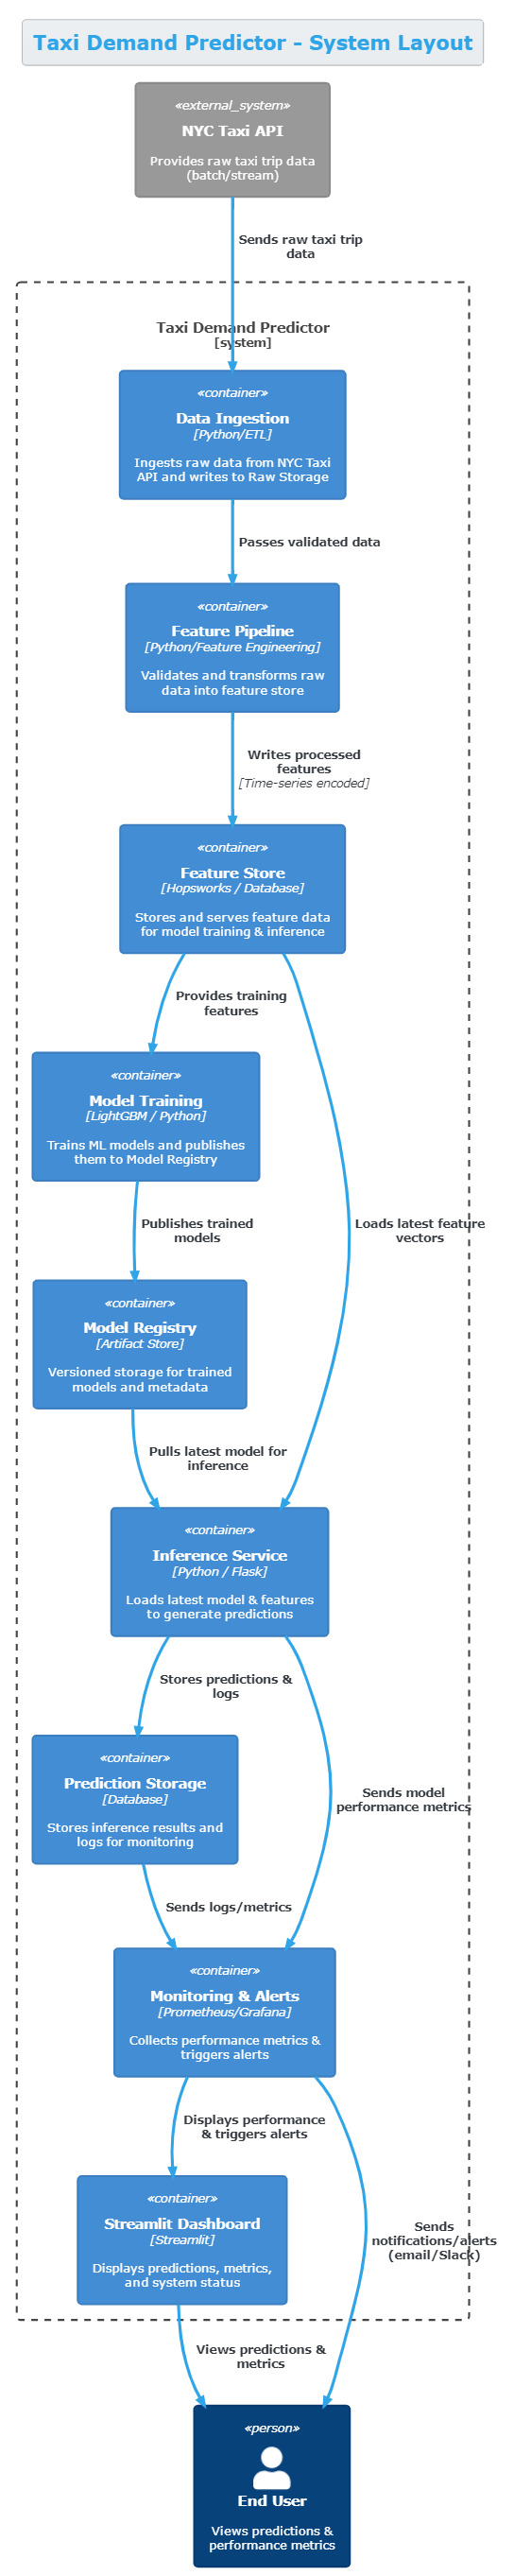 Taxi Demand Predictor - System Layout
«external_system»
NYC Taxi API
Provides raw taxi trip data
(batch/stream)
Sends raw taxi trip
data
Taxi Demand Predictor
[system]
«container»
Data Ingestion
[Python/ETL]
Ingests raw data from NYC Taxi
API and writes to Raw Storage
Passes validated data
«container»
Feature Pipeline
[Python/Feature Engineering]
Validates and transforms raw
data into feature store
Writes processed
features
[Time-series encoded]
«container»
Feature Store
[Hopsworks / Database]
Stores and serves feature data
for model training & inference
Provides training
features
«container»
Model Training
[LightGBM / Python]
Trains ML models and publishes
them to Model Registry
Publishes trained
models
Loads latest feature
vectors
«container»
Model Registry
[Artifact Store]
Versioned storage for trained
models and metadata
Pulls latest model for
inference
«container»
Inference Service
[Python / Flask]
Loads latest model & features
to generate predictions
Stores predictions &
logs
«container»
Prediction Storage
[Database]
Stores inference results and
logs for monitoring
Sends model
performance metrics
Sends logs/metrics
«container»
Monitoring & Alerts
[Prometheus/Grafana]
Collects performance metrics &
triggers alerts
Displays performance
& triggers alerts
«container»
Streamlit Dashboard
[Streamlit]
Displays predictions, metrics,
and system status
Sends
notifications/alerts
(email/Slack)
Views predictions &
metrics
«person»
End User
Views predictions &
performance metrics